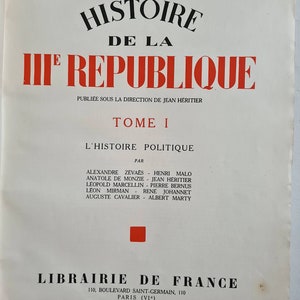 HISTOIRE
DE LA
IIIE REPUBLIQUE
PUBLIÉE SOUS LA DIRECTION DE JEAN HÉRITIER
TOME I
L'HISTOIRE POLITIQUE
PAR
ALEXANDRE ZÉVAÈS - HENRI MALO
ANATOLE DE MONZIE - JEAN HÉRITIER
LEOPOLD MARCELLIN - PIERRE BERNUS
LÉON MIRMAN - RENÉ JOHANNET
AUGUSTE CAVALIER - ALBERT MARTY
LIBRAIRIE DE FRANCE
110, BOULEVARD SAINT-GERMAIN, 110
PARIS (VIe)